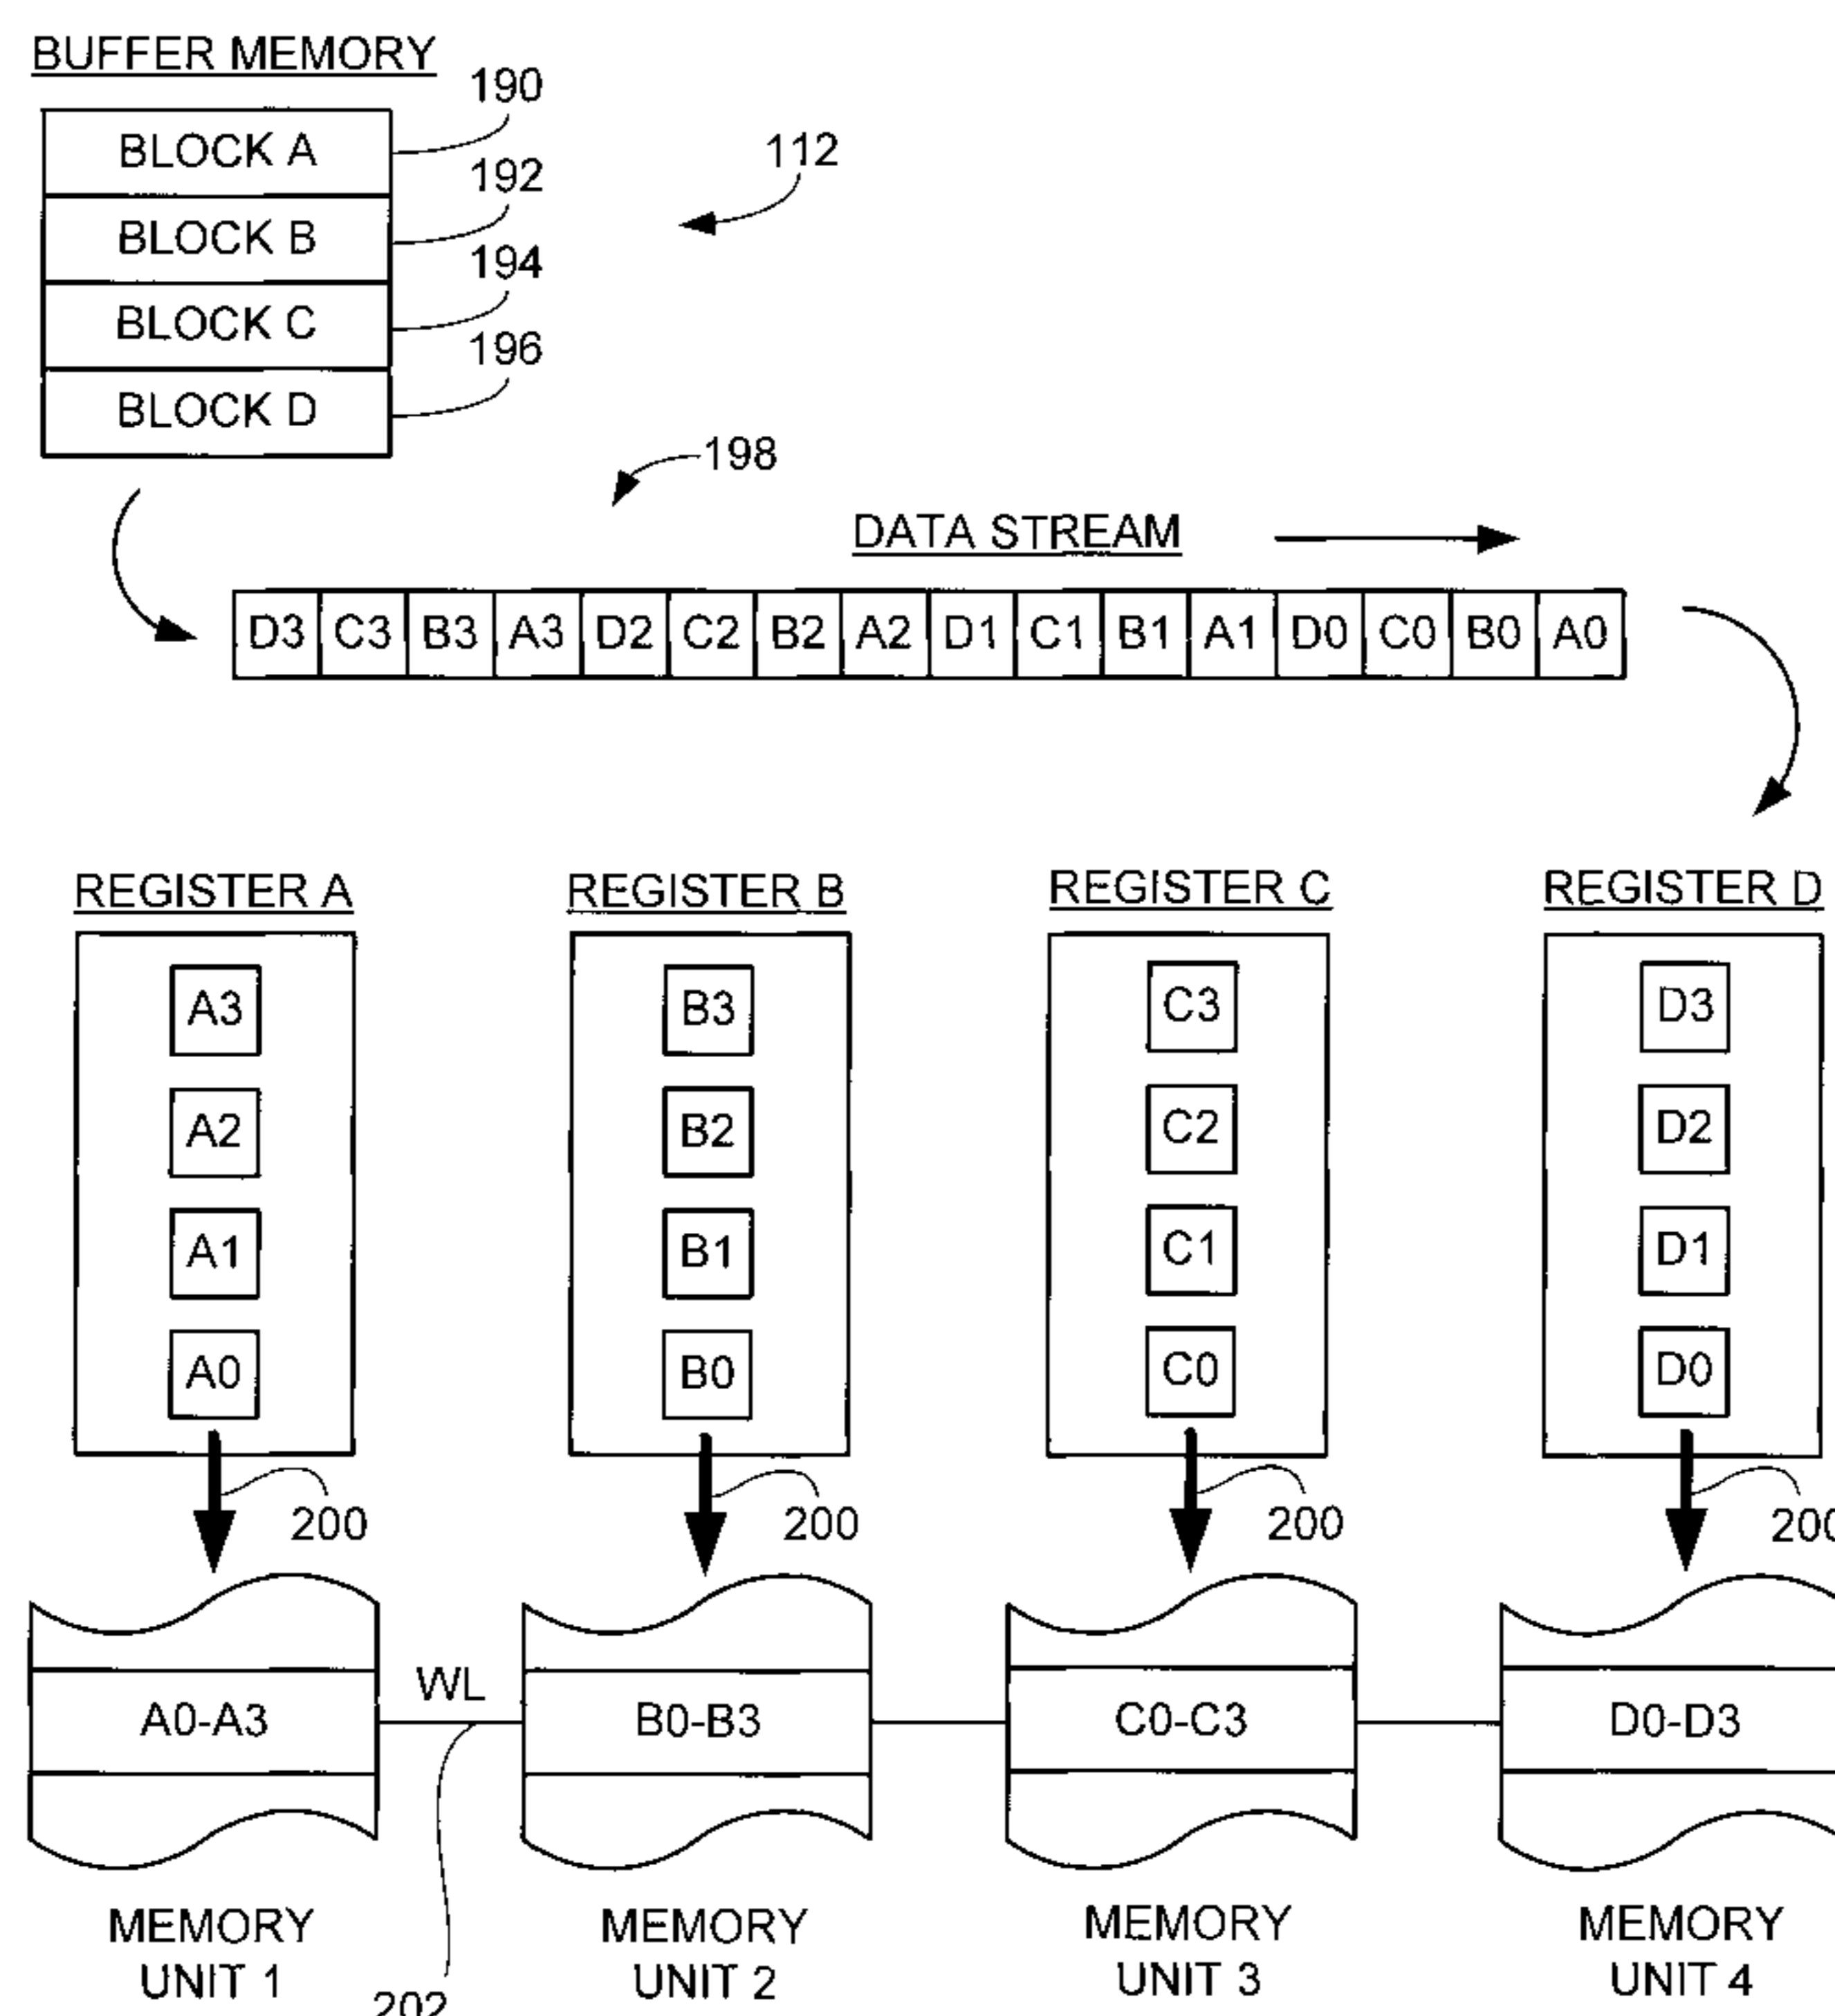 BUFFER MEMORY
190
BLOCK A
112
192
BLOCK B
194
BLOCK C
196
BLOCK D
198
DATA STREAM
D3 C3 B3 A3 D2 C2 B2 A2 D1 C1 B1 A1 D0 C0 B0 A0
REGISTER A REGISTER B REGISTER C REGISTER D
A3 B3 C3 D3
A2 B2 C2 D2
A1 B1 C1 D1
A0 B0 C0 D0
200 200 200 200
WL
A0-A3 B0-B3 C0-C3 D0-D3
MEMORY MEMORY MEMORY MEMORY
UNIT 1 UNIT 2 UNIT 3 UNIT 4
202